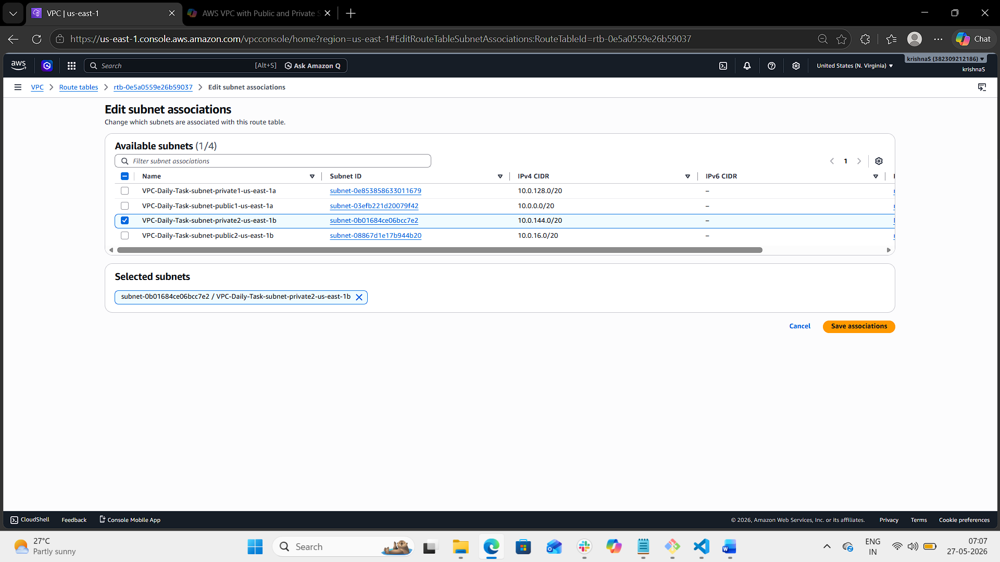 VPC | us-east-1
AWS VPC with Public and Private S
https://us-east-1.console.aws.amazon.com/vpcconsole/home?region=us-east-1#EditRouteTableSubnetAssociations:RouteTableId=rtb-0e5a0559e26b59037
Chat
aws
Search
[Alt+S]
Ask Amazon Q
United States (N. Virginia)
krishnaS (382309212186)
krishnaS
VPC
Route tables
rtb-0e5a0559e26b59037
Edit subnet associations
Edit subnet associations
Change which subnets are associated with this route table.
Available subnets (1/4)
Filter subnet associations
1
Name Subnet ID IPv4 CIDR IPv6 CIDR
VPC-Daily-Task-subnet-private1-us-east-1a subnet-0e853858633011679 10.0.128.0/20 –
VPC-Daily-Task-subnet-public1-us-east-1a subnet-03efb221d20079f42 10.0.0.0/20 –
VPC-Daily-Task-subnet-private2-us-east-1b subnet-0b01684ce06bcc7e2 10.0.144.0/20 –
VPC-Daily-Task-subnet-public2-us-east-1b subnet-08867d1e17b944b20 10.0.16.0/20 –
Selected subnets
subnet-0b01684ce06bcc7e2 / VPC-Daily-Task-subnet-private2-us-east-1b
Cancel
Save associations
CloudShell
Feedback
Console Mobile App
© 2026, Amazon Web Services, Inc. or its affiliates.
Privacy
Terms
Cookie preferences
27°C
Partly sunny
Search
ENG
IN
07:07
27-05-2026